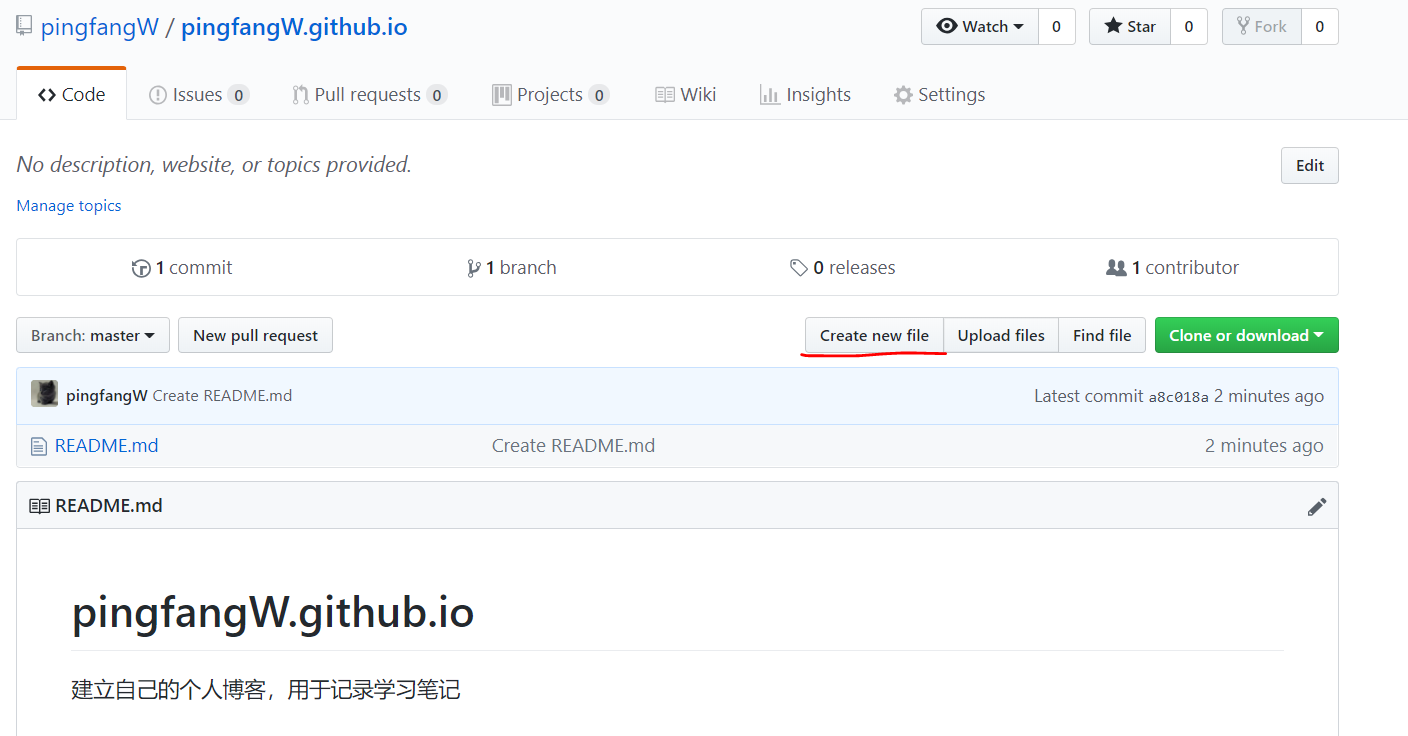 pingfangW / pingfangW.github.io
Watch 0 Star 0 Fork 0
Code Issues 0 Pull requests 0 Projects 0 Wiki Insights Settings
No description, website, or topics provided. Edit
Manage topics
1 commit 1 branch 0 releases 1 contributor
Branch: master New pull request Create new file Upload files Find file Clone or download
pingfangW Create README.md Latest commit a8c018a 2 minutes ago
README.md Create README.md 2 minutes ago
README.md
pingfangW.github.io
建立自己的个人博客，用于记录学习笔记